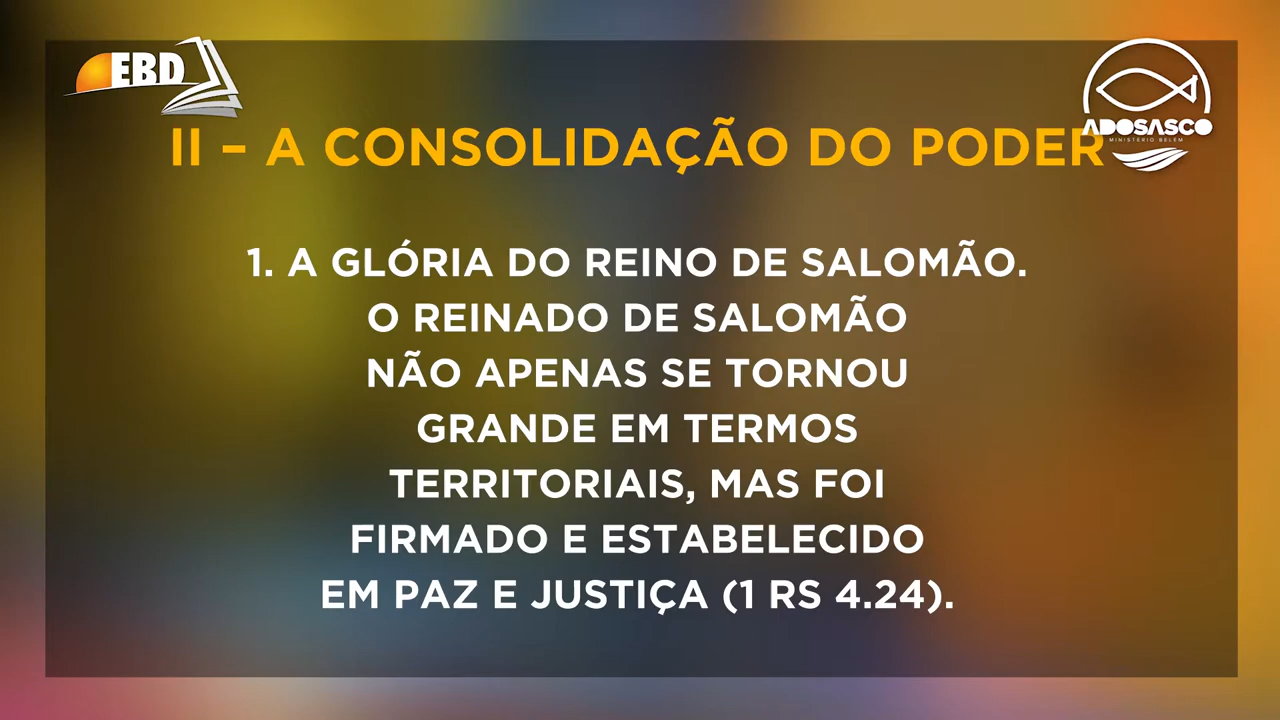 EBD
ADOSASCO
MINISTÉRIO BELÉM
II – A CONSOLIDAÇÃO DO PODER
1. A GLÓRIA DO REINO DE SALOMÃO.
O REINADO DE SALOMÃO
NÃO APENAS SE TORNOU
GRANDE EM TERMOS
TERRITORIAIS, MAS FOI
FIRMADO E ESTABELECIDO
EM PAZ E JUSTIÇA (1 RS 4.24).